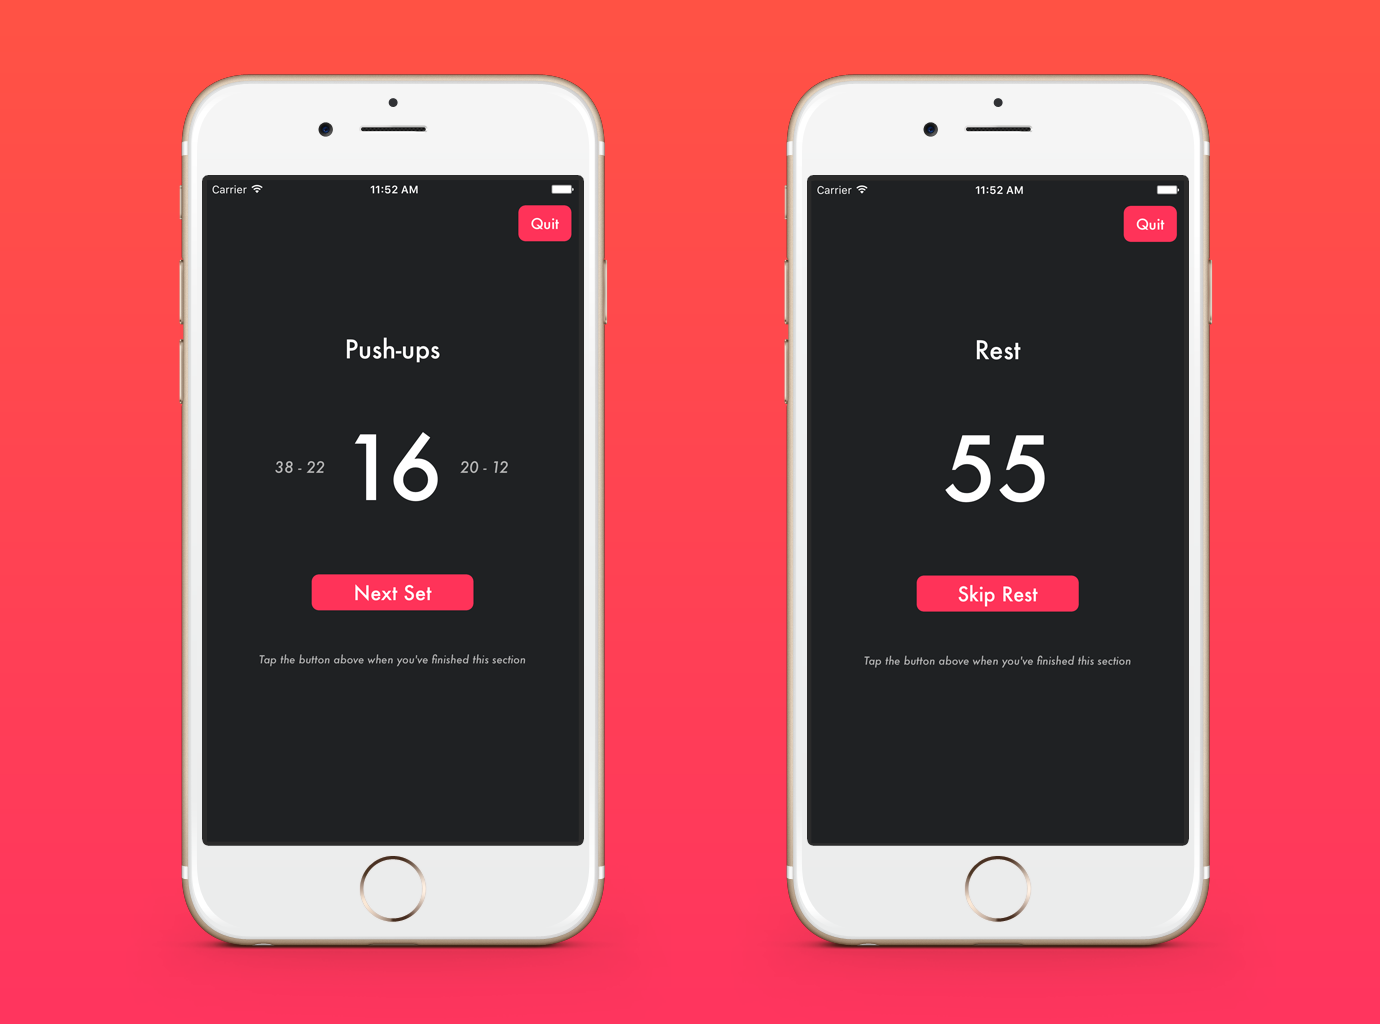 Carrier 11:52 AM
Quit
Push-ups
38 - 22 16 20 - 12
Next Set
Tap the button above when you've finished this section
Carrier 11:52 AM
Quit
Rest
55
Skip Rest
Tap the button above when you've finished this section